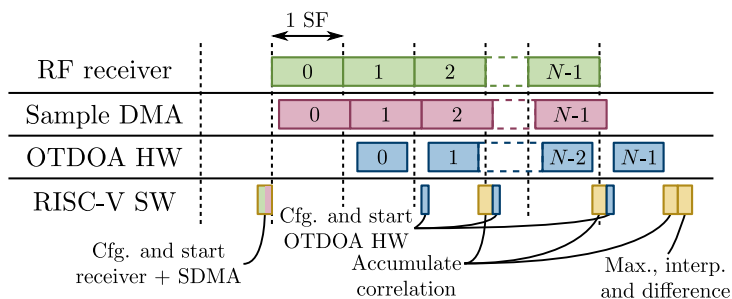 1 SF
RF receiver 0 1 2 N-1
Sample DMA 0 1 2 N-1
OTDOA HW 0 1 N-2 N-1
RISC-V SW
Cfg. and start
receiver + SDMA
Cfg. and start
OTDOA HW
Accumulate
correlation
Max., interp.
and difference